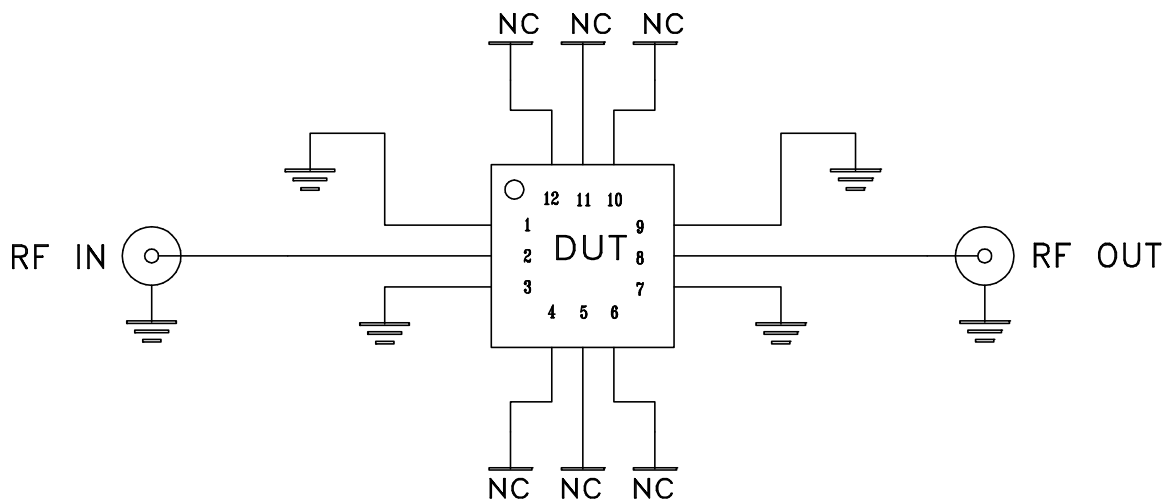 NC NC NC
12 11 10
1 9
RF IN 2 DUT 8 RF OUT
3 7
4 5 6
NC NC NC